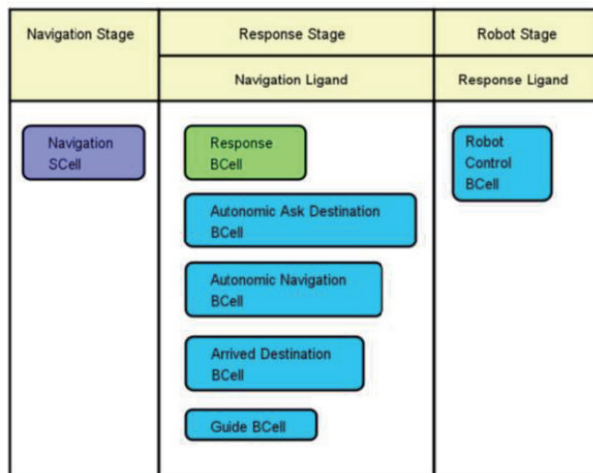 Navigation Stage
Response Stage
Robot Stage
Navigation Ligand
Response Ligand
Navigation
SCell
Response
BCell
Autonomic Ask Destination
BCell
Autonomic Navigation
BCell
Arrived Destination
BCell
Guide BCell
Robot
Control
BCell